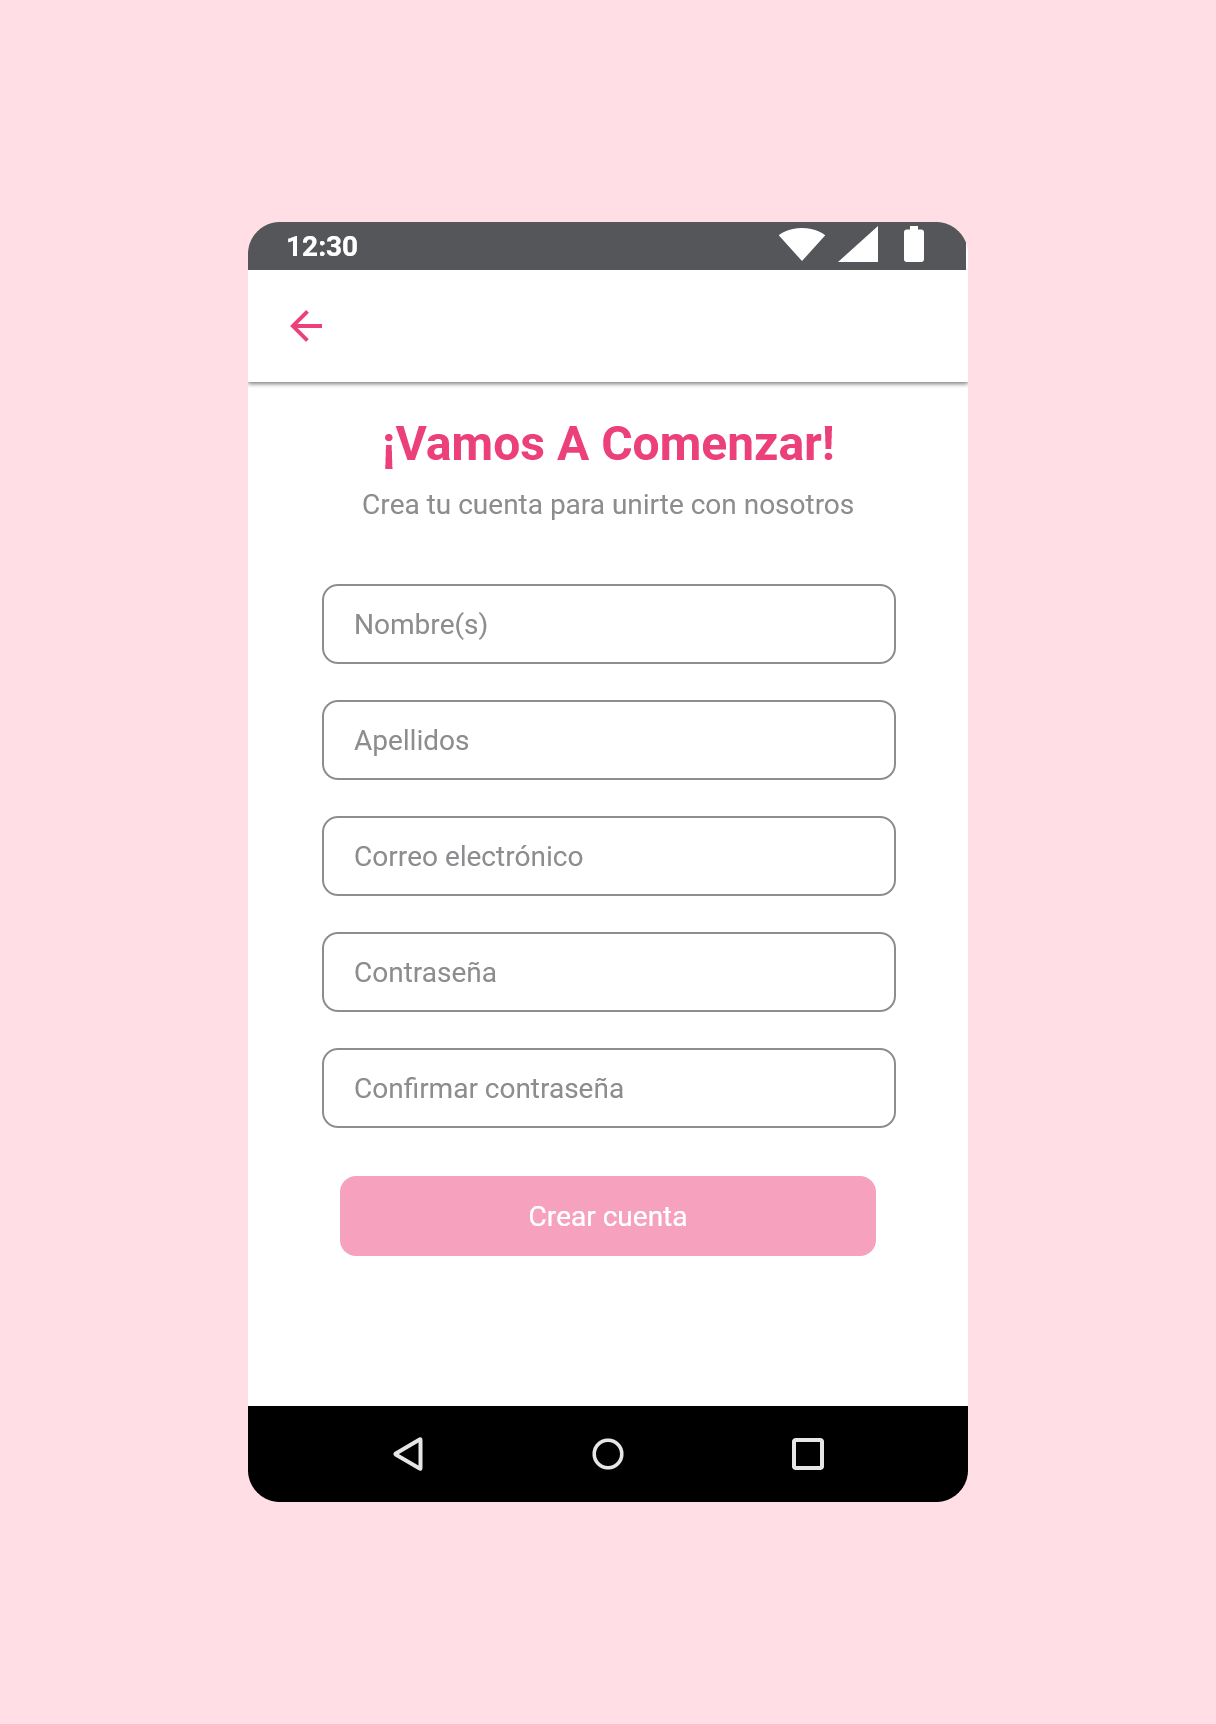 12:30
¡Vamos A Comenzar!
Crea tu cuenta para unirte con nosotros
Nombre(s)
Apellidos
Correo electrónico
Contraseña
Confirmar contraseña
Crear cuenta